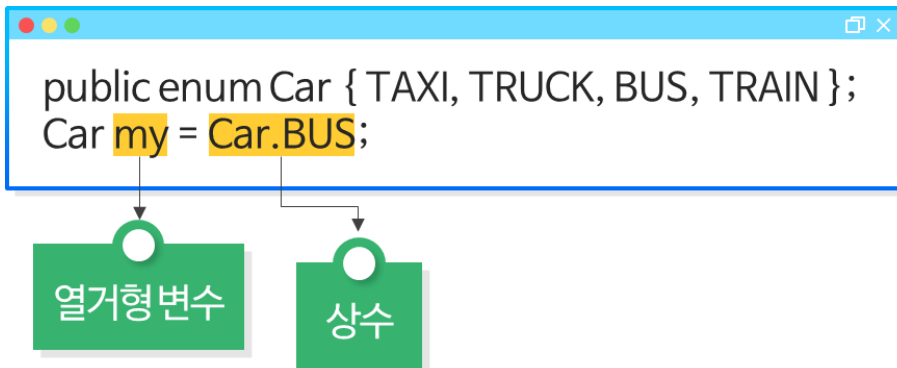 public enum Car { TAXI, TRUCK, BUS, TRAIN };
Car my = Car.BUS;
열거형 변수
상수